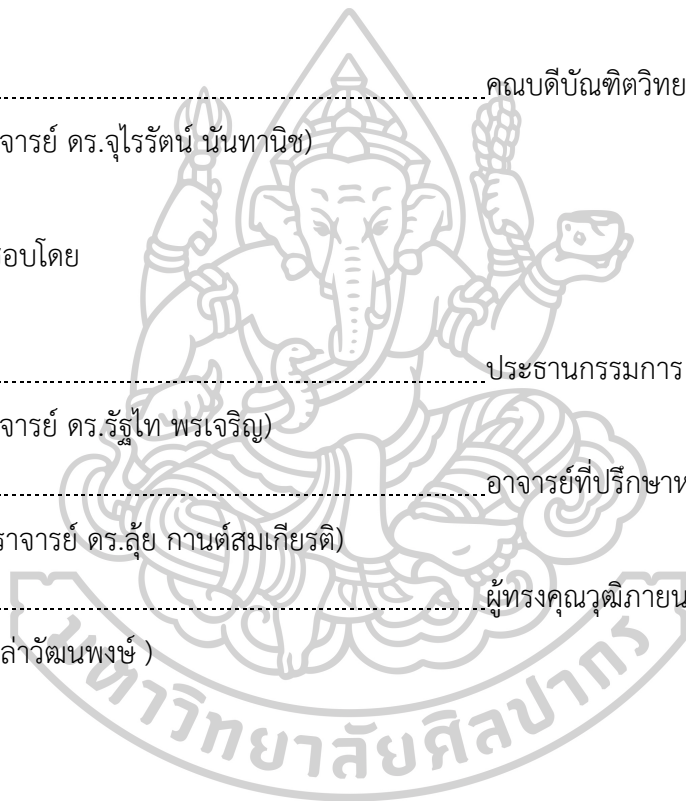 คณบดีบัณฑิตวิทย
จารย์ ดร.จุไรรัตน์ นันทานิช)
อบโดย
ประธานกรรมการ
จารย์ ดร.รัฐไท พรเจริญ)
อาจารย์ที่ปรึกษาห
ราจารย์ ดร.ลุ้ย กานต์สมเกียรติ)
ผู้ทรงคุณวุฒิภายน
ล่าวัฒนพงษ์ )
มหาวิทยาลัยศิลปากร